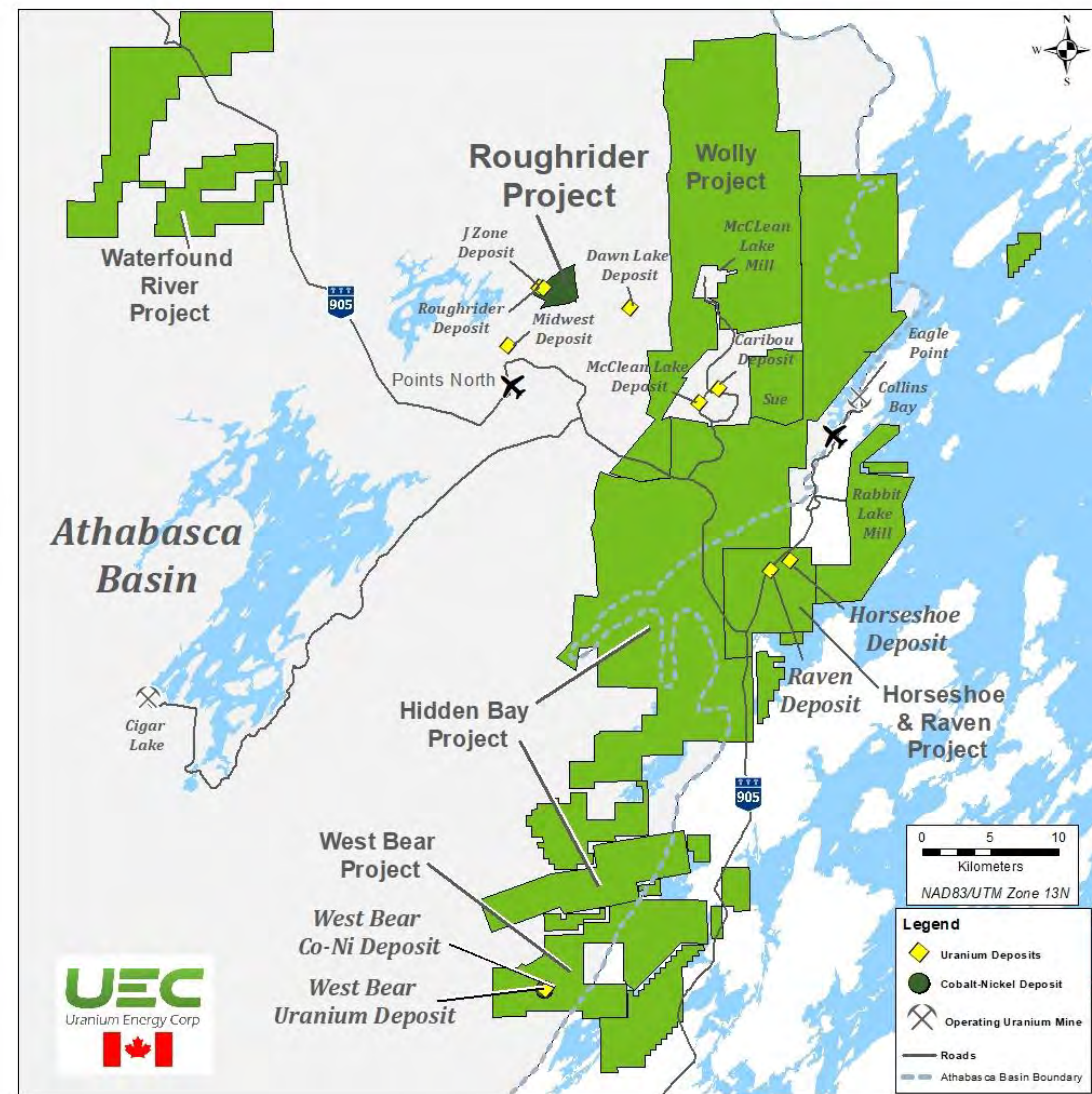 N
W
E
S
Roughrider
Project
Wolly
Project
J Zone
Deposit
Dawn Lake
Deposit
McCLean
Lake
Mill
Waterfound
River
Project
905
Roughrider
Deposit
Midwest
Deposit
Points North
McClean Lake
Deposit
Caribou
Deposit
Sue
Eagle
Point
Collins
Bay
Athabasca
Basin
Rabbit
Lake
Mill
Horseshoe
Deposit
Raven
Deposit
Horseshoe
& Raven
Project
Cigar
Lake
Hidden Bay
Project
905
West Bear
Project
West Bear
Co-Ni Deposit
West Bear
Uranium Deposit
0 5 10
Kilometers
NAD83/UTM Zone 13N
Legend
Uranium Deposits
Cobalt-Nickel Deposit
Operating Uranium Mine
Roads
Athabasca Basin Boundary
UEC
Uranium Energy Corp